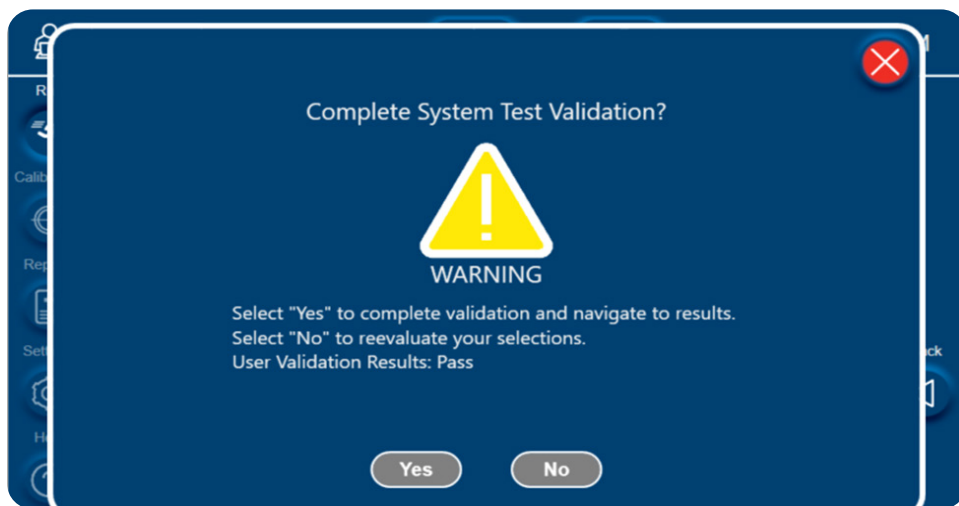 Complete System Test Validation?
WARNING
Select "Yes" to complete validation and navigate to results.
Select "No" to reevaluate your selections.
User Validation Results: Pass
Yes
No